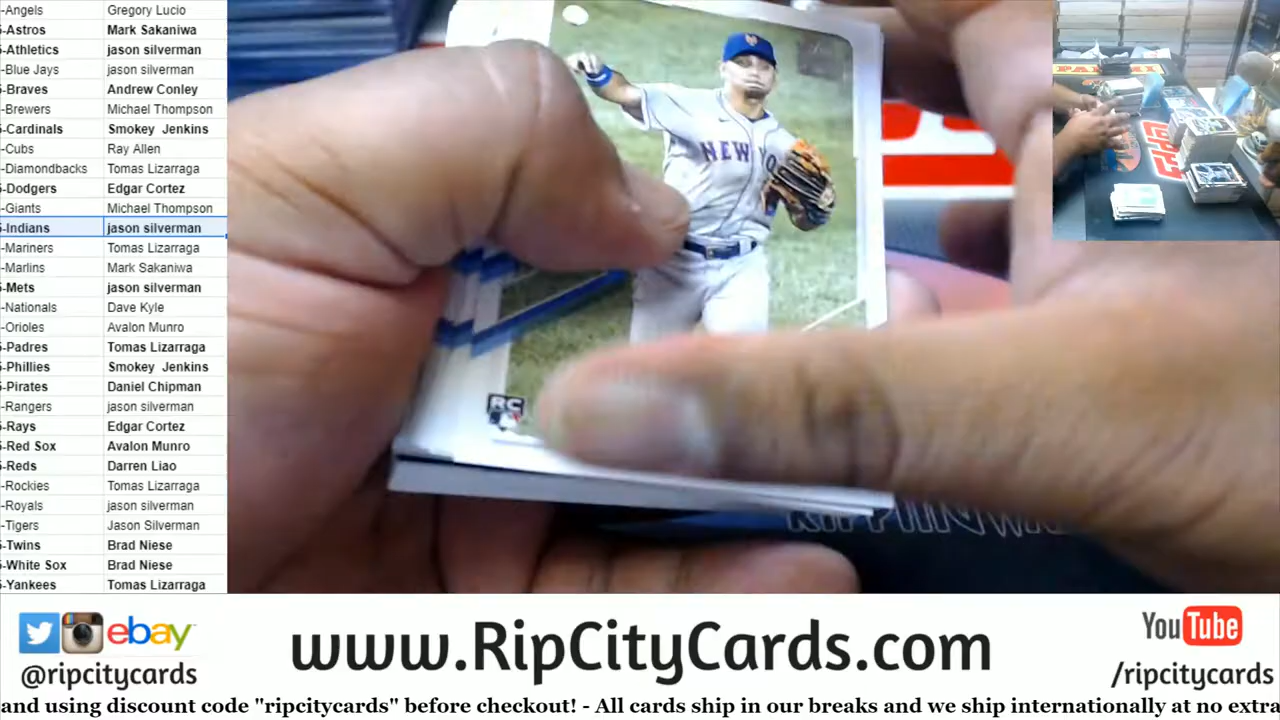 -Angels Gregory Lucio
-Astros Mark Sakaniwa
-Athletics jason silverman
-Blue Jays jason silverman
-Braves Andrew Conley
-Brewers Michael Thompson
-Cardinals Smokey Jenkins
-Cubs Ray Allen
-Diamondbacks Tomas Lizarraga
-Dodgers Edgar Cortez
-Giants Michael Thompson
-Indians jason silverman
-Mariners Tomas Lizarraga
-Marlins Mark Sakaniwa
-Mets jason silverman
-Nationals Dave Kyle
-Orioles Avalon Munro
-Padres Tomas Lizarraga
-Phillies Smokey Jenkins
-Pirates Daniel Chipman
-Rangers jason silverman
-Rays Edgar Cortez
-Red Sox Avalon Munro
-Reds Darren Liao
-Rockies Tomas Lizarraga
-Royals jason silverman
-Tigers Jason Silverman
-Twins Brad Niese
-White Sox Brad Niese
-Yankees Tomas Lizarraga
NEW YO
RC
PANINI
ebay
@ripcitycards
www.RipCityCards.com
YouTube
/ripcitycards
and using discount code "ripcitycards" before checkout! - All cards ship in our breaks and we ship internationally at no extra